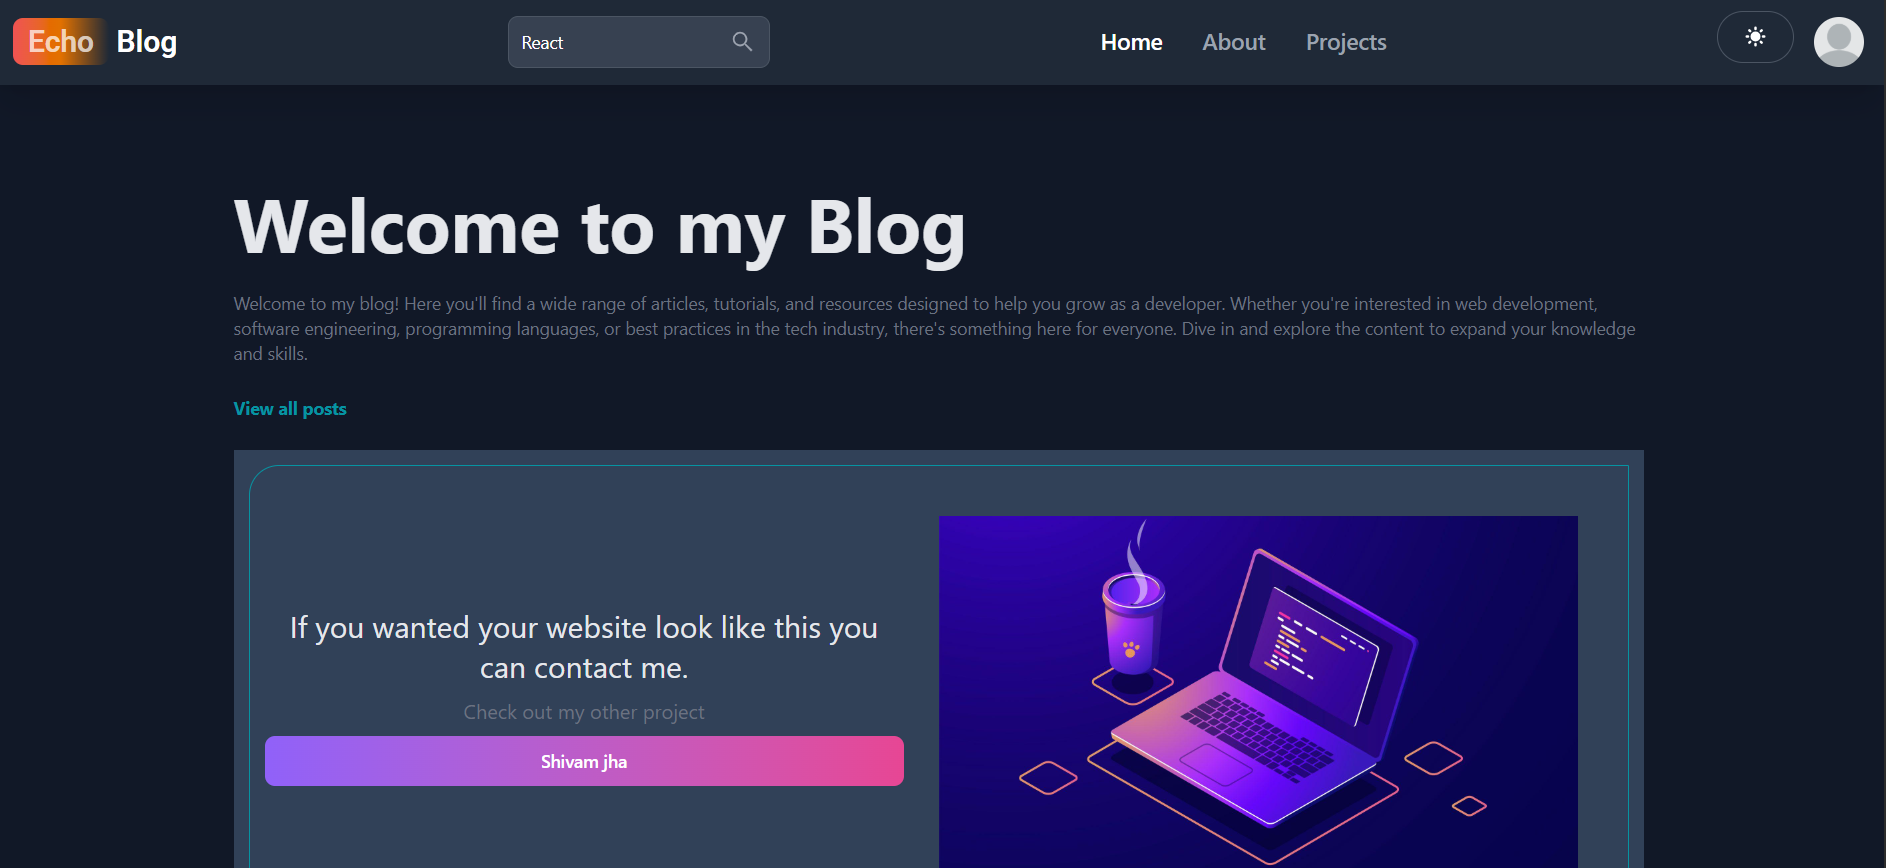 Echo Blog
React
Home About Projects
Welcome to my Blog
Welcome to my blog! Here you'll find a wide range of articles, tutorials, and resources designed to help you grow as a developer. Whether you're interested in web development,
software engineering, programming languages, or best practices in the tech industry, there's something here for everyone. Dive in and explore the content to expand your knowledge
and skills.
View all posts
If you wanted your website look like this you
can contact me.
Check out my other project
Shivam jha